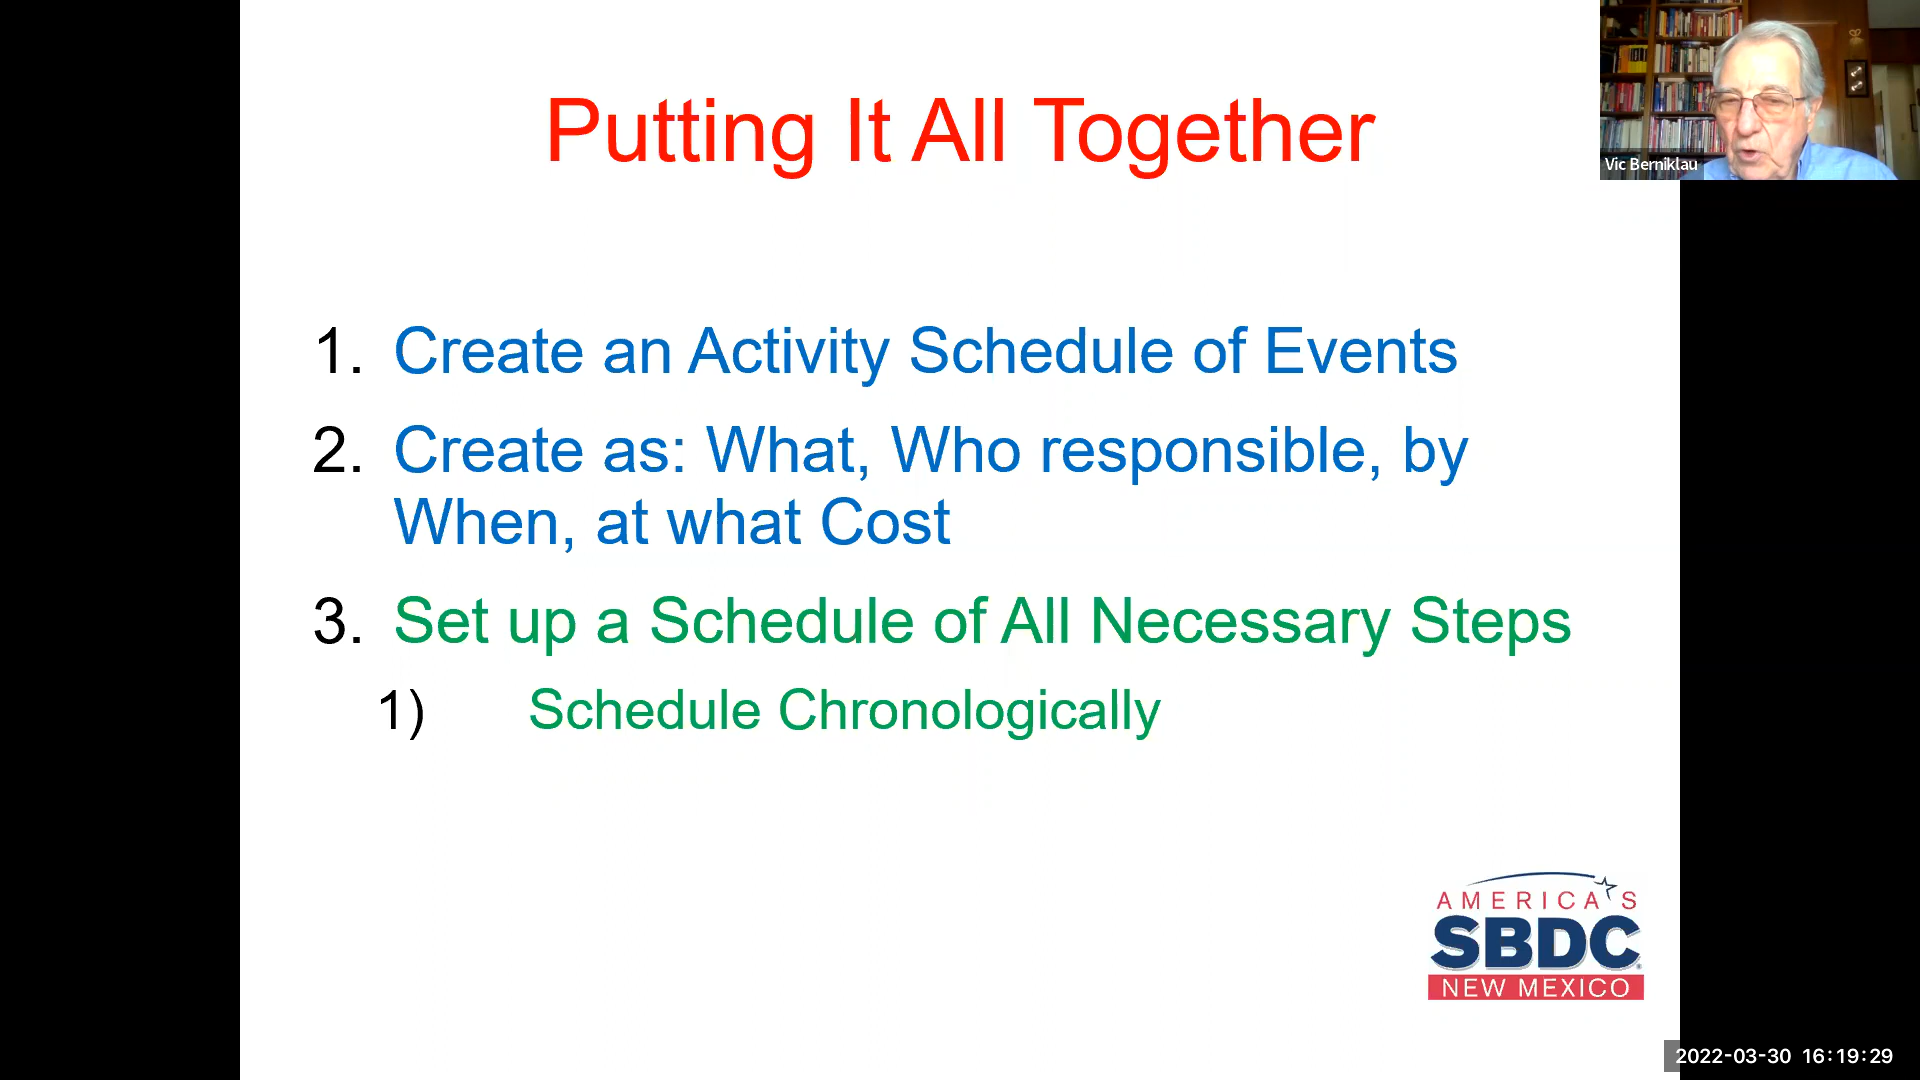 Putting It All Together
Vic Berniklau
1. Create an Activity Schedule of Events
2. Create as: What, Who responsible, by
When, at what Cost
3. Set up a Schedule of All Necessary Steps
1) Schedule Chronologically
AMERICA'S
SBDC
NEW MEXICO
2022-03-30 16:19:29